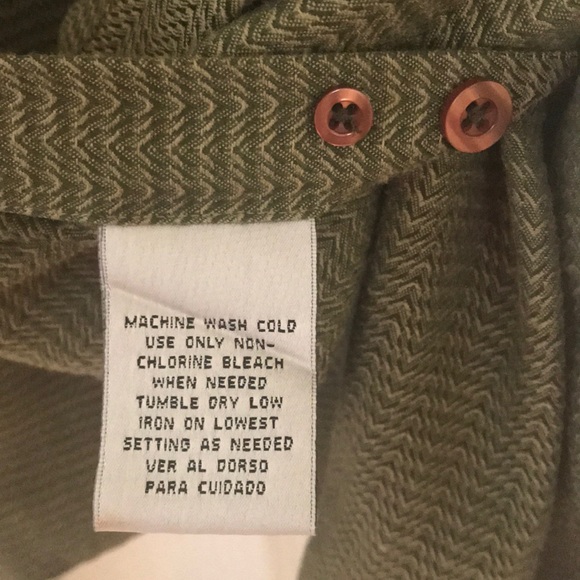 MACHINE WASH COLD
USE ONLY NON-
CHLORINE BLEACH
WHEN NEEDED
TUMBLE DRY LOW
IRON ON LOWEST
SETTING AS NEEDED
VER AL DORSO
PARA CUIDADO